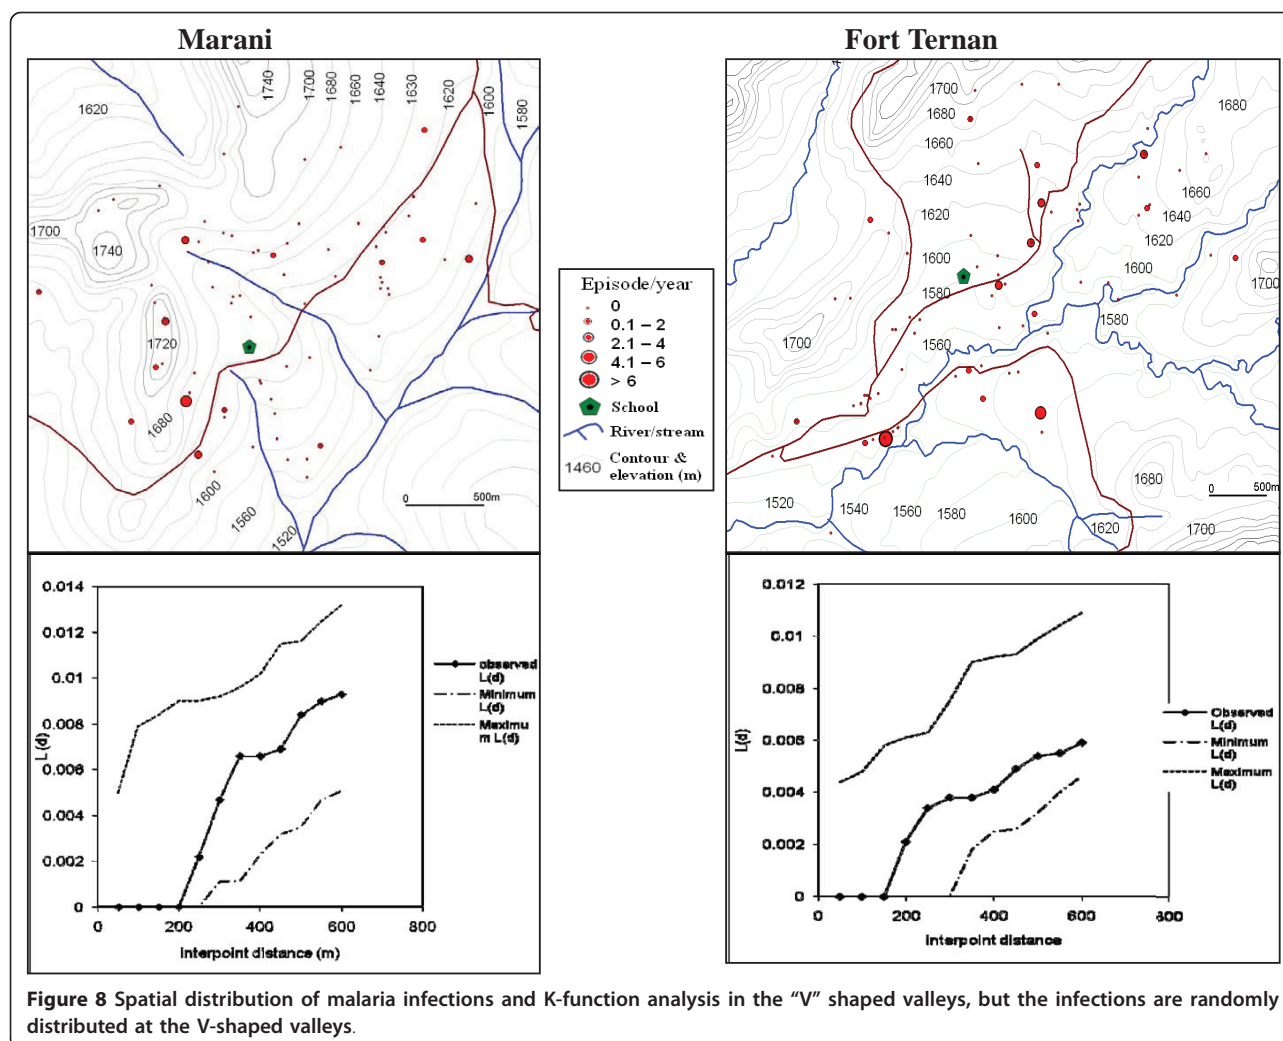 Marani
Fort Ternan
1620
1740
1700
1680
1660
1640
1630
1620
1600
1580
1700
1740
1720
1680
1600
1560
1520
0 500m
Episode/year
0
0.1 – 2
2.1 – 4
4.1 – 6
> 6
School
River/stream
1460 Contour &
elevation (m)
1700
1680
1660
1640
1620
1600
1580
1560
1700
1680
1660
1640
1620
1600
1580
1700
1680
1520
1540
1560
1580
1600
1620
1700
0 500m
0.014
0.012
0.01
0.008
0.006
0.004
0.002
0
L(d)
0 200 400 600 800
Interpoint distance (m)
observed
L(d)
Minimum
L(d)
Maximu
m L(d)
0.012
0.01
0.008
0.006
0.004
0.002
0
L(d)
0 200 400 600 800
Interpoint distance
Observed
L(d)
Minimum
L(d)
Maximum
L(d)
Figure 8 Spatial distribution of malaria infections and K-function analysis in the “V” shaped valleys, but the infections are randomly
distributed at the V-shaped valleys.